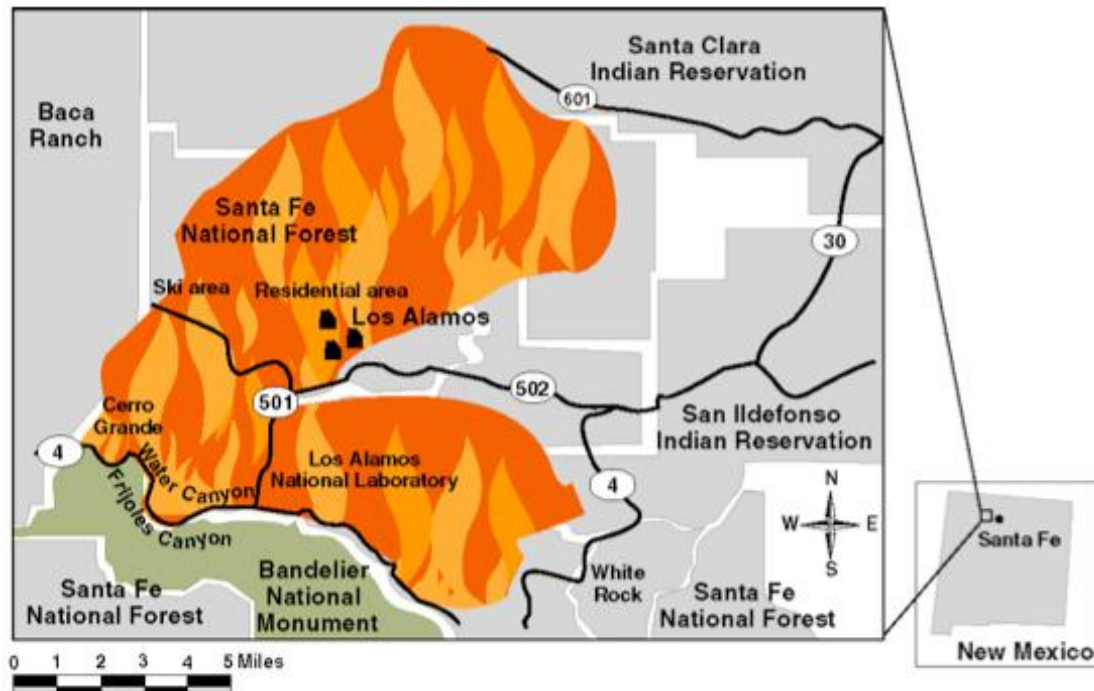 Santa Clara
Indian Reservation
601
Baca
Ranch
Santa Fe
National Forest
30
Ski area
Residential area
Los Alamos
502
501
Cerro
Grande
San Ildefonso
Indian Reservation
4
Water Canyon
Los Alamos
National Laboratory
4
Frijoles Canyon
N
W
E
S
Santa Fe
White
Rock
Bandelier
National
Monument
Santa Fe
National Forest
Santa Fe
National Forest
New Mexico
0 1 2 3 4 5 Miles